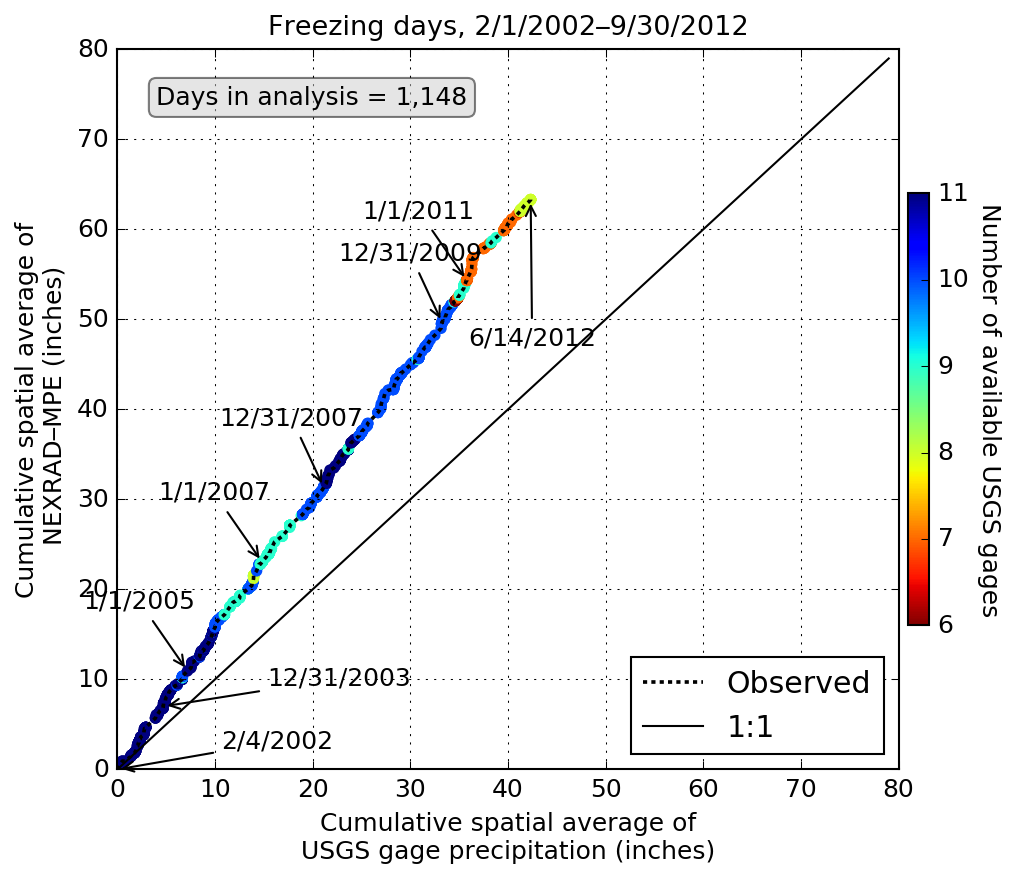 Freezing days, 2/1/2002–9/30/2012
Days in analysis = 1,148
80
70
60
50
40
30
20
10
0
Cumulative spatial average of
NEXRAD–MPE (inches)
1/1/2011
12/31/2009
6/14/2012
12/31/2007
1/1/2007
1/1/2005
12/31/2003
2/4/2002
Observed
1:1
0 10 20 30 40 50 60 70 80
Cumulative spatial average of
USGS gage precipitation (inches)
11
10
9
8
7
6
Number of available USGS gages